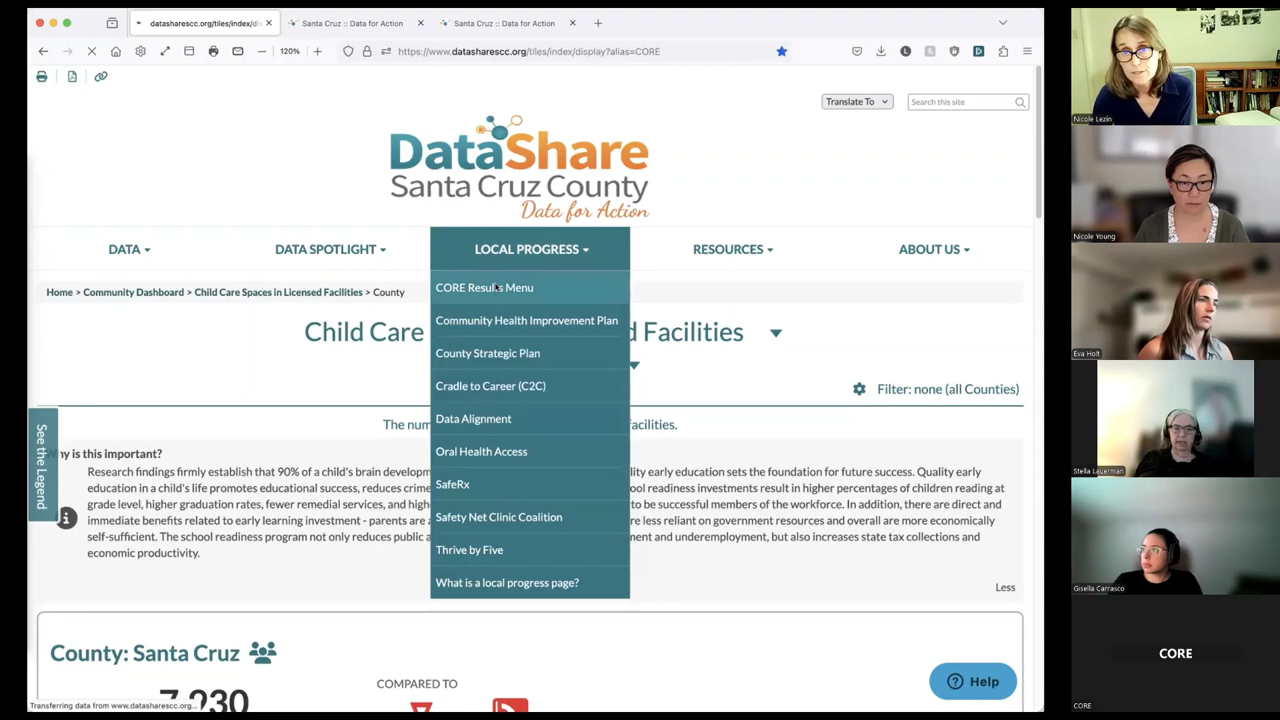 datasharescc.org/tiles/index/dis
Santa Cruz :: Data for Action
Santa Cruz :: Data for Action
120%
https://www.datasharescc.org/tiles/index/display?alias=CORE
Translate To
Search this site
DataShare
Santa Cruz County
Data for Action
DATA
DATA SPOTLIGHT
LOCAL PROGRESS
RESOURCES
ABOUT US
CORE Results Menu
Community Health Improvement Plan
County Strategic Plan
Cradle to Career (C2C)
Data Alignment
Oral Health Access
SafeRx
Safety Net Clinic Coalition
Thrive by Five
What is a local progress page?
Home > Community Dashboard > Child Care Spaces in Licensed Facilities > County
Child Care d Facilities
Filter: none (all Counties)
The num facilities.
See the Legend
hy is this important?
Research findings firmly establish that 90% of a child's brain develop ality early education sets the foundation for future success. Quality early
education in a child's life promotes educational success, reduces crime ool readiness investments result in higher percentages of children reading at
grade level, higher graduation rates, fewer remedial services, and high to be successful members of the workforce. In addition, there are direct and
immediate benefits related to early learning investment - parents are a re less reliant on government resources and overall are more economically
self-sufficient. The school readiness program not only reduces public a ment and underemployment, but also increases state tax collections and
economic productivity.
Less
County: Santa Cruz
7,230
COMPARED TO
Help
Transferring data from www.datasharescc.org...
Nicole Lezin
Nicole Young
Eva Holt
Stella Lauerman
Gisella Carrasco
CORE
CORE